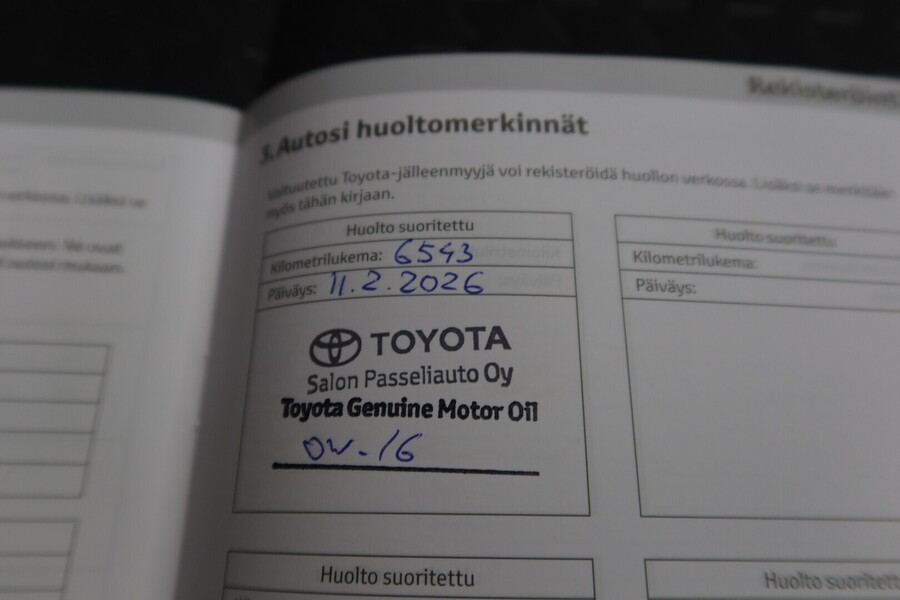 3.Autosi huoltomerkinnät
Valtuutettu Toyota-jälleenmyyjä voi rekisteröidä huollon verkossa. Lisäksi se merkitään
myös tähän kirjaan.
Huolto suoritettu
Kilometrilukema: 6543
Päiväys: 11.2.2026
TOYOTA
Salon Passeliauto Oy
Toyota Genuine Motor Oil
0W-16
Huolto suoritettu
Kilometrilukema:
Päiväys:
Huolto suoritettu
Huolto suoritettu